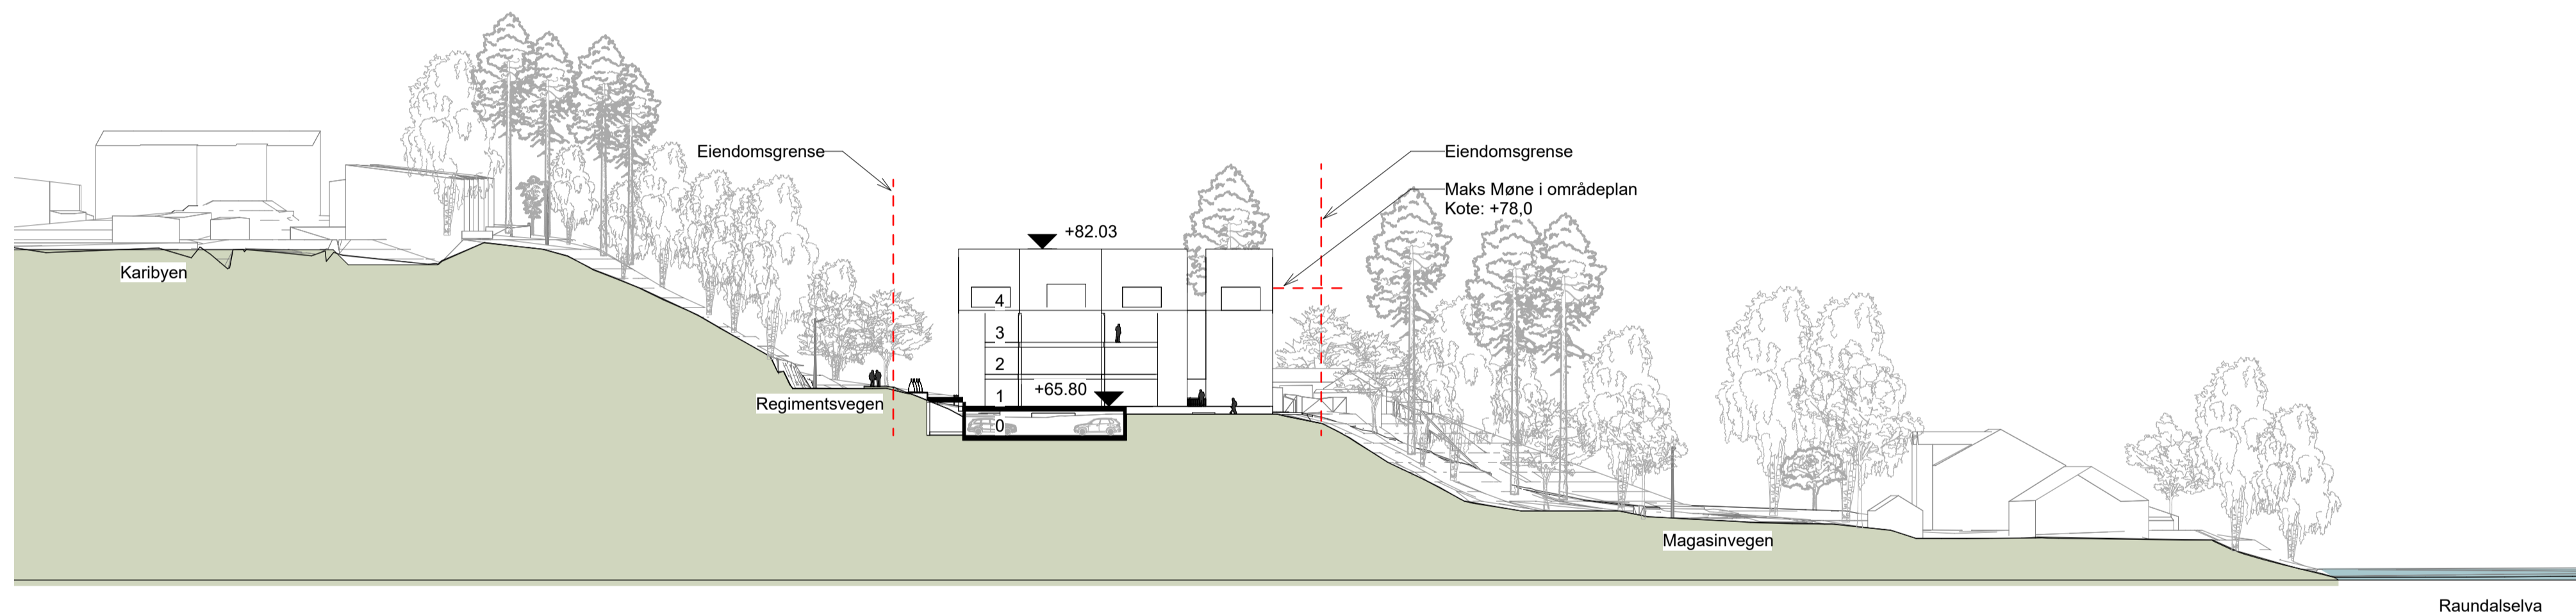 Eiendomsgrense
Eiendomsgrense
Maks Møne i områdeplan
Kote: +78,0
+82.03
Karibyen
4
3
2
+65.80
1
Regimentsvegen
0
Magasinvegen
Raundalselva